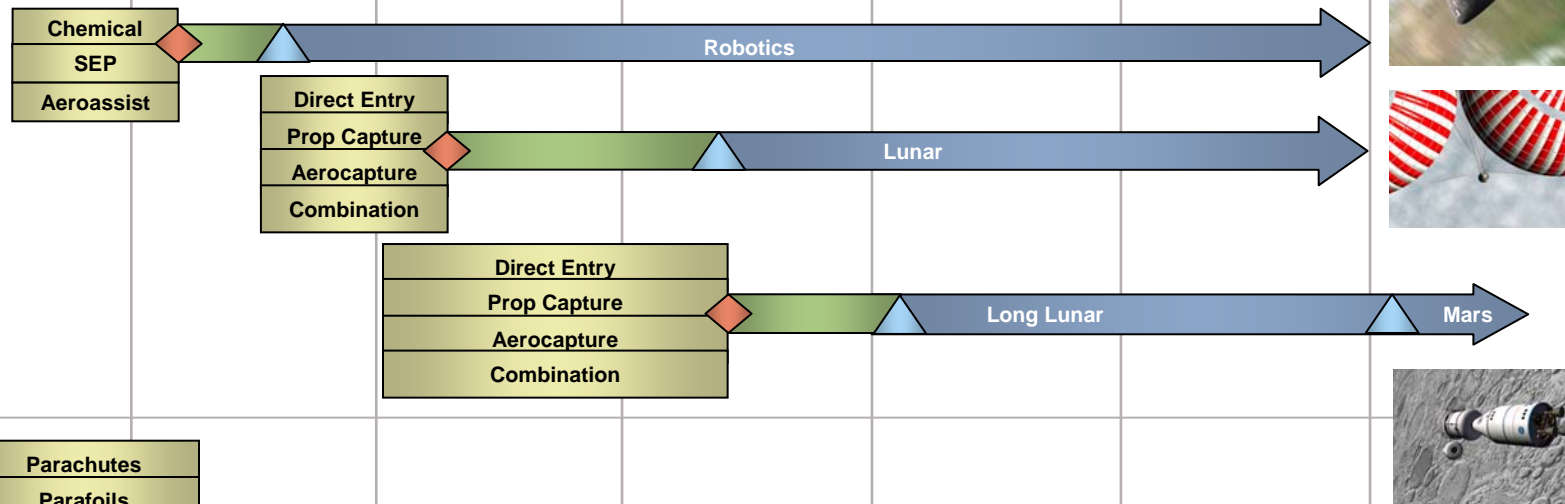 Chemical
SEP
Aeroassist
Robotics
Direct Entry
Prop Capture
Aerocapture
Combination
Lunar
Direct Entry
Prop Capture
Aerocapture
Combination
Long Lunar
Mars
Parachutes
Parafoils